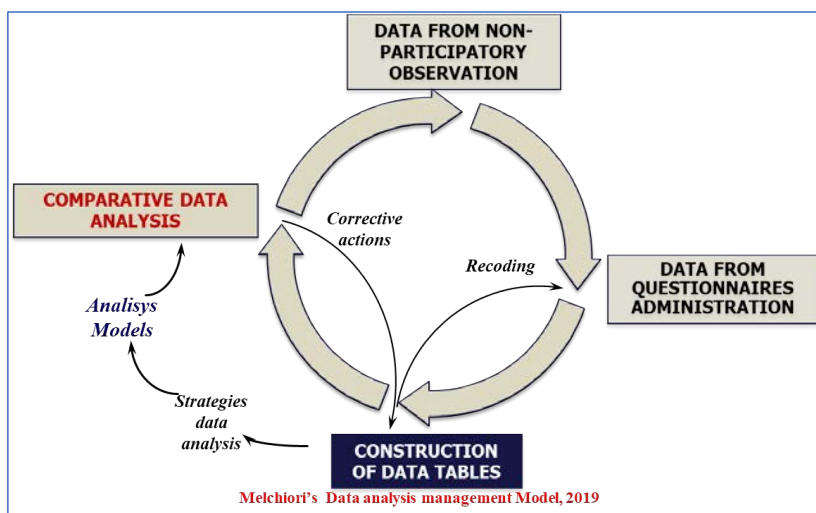 DATA FROM NON-
PARTICIPATORY
OBSERVATION
COMPARATIVE DATA
ANALYSIS
Corrective
actions
Recoding
DATA FROM
QUESTIONNAIRES
ADMINISTRATION
Analisys
Models
Strategies
data
analysis
CONSTRUCTION
OF DATA TABLES
Melchiori's Data analysis management Model, 2019